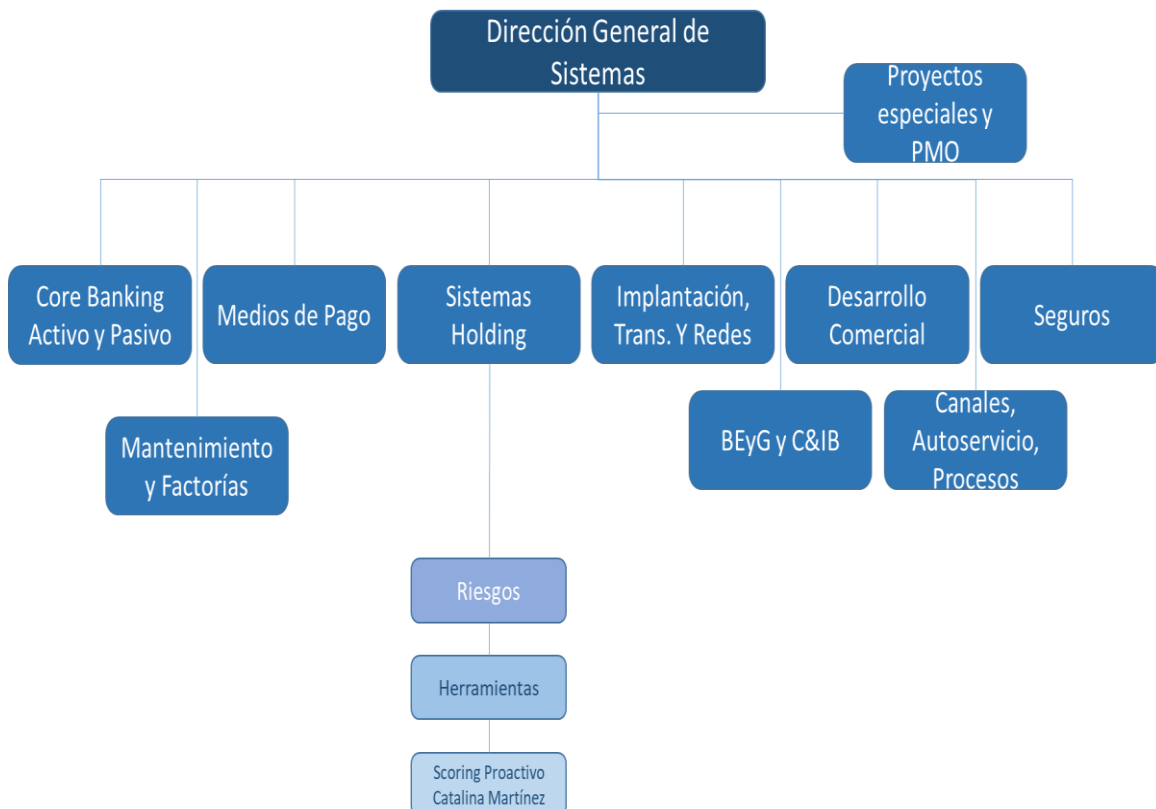 Dirección General de
Sistemas
Proyectos
especiales y
PMO
Core Banking
Activo y Pasivo
Medios de Pago
Sistemas
Holding
Implantación,
Trans. Y Redes
Desarrollo
Comercial
Seguros
Mantenimiento
y Factorías
BEyG y C&IB
Canales,
Autoservicio,
Procesos
Riesgos
Herramientas
Scoring Proactivo
Catalina Martínez